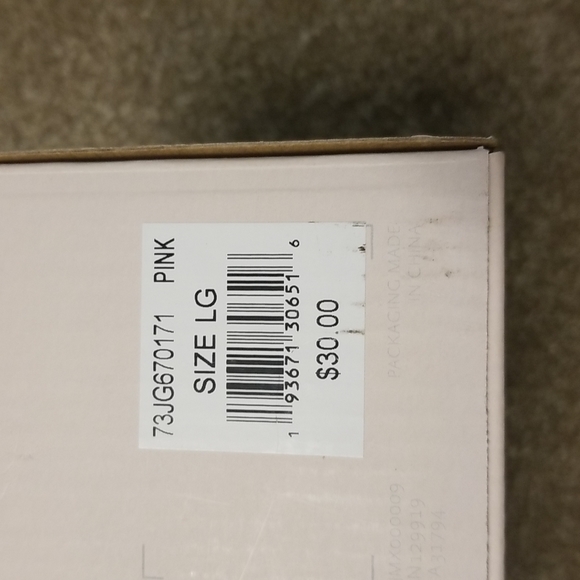 73JG670171 PINK
SIZE LG
1 93671 30651 6
$30.00
PACKAGING MADE
IN CHINA